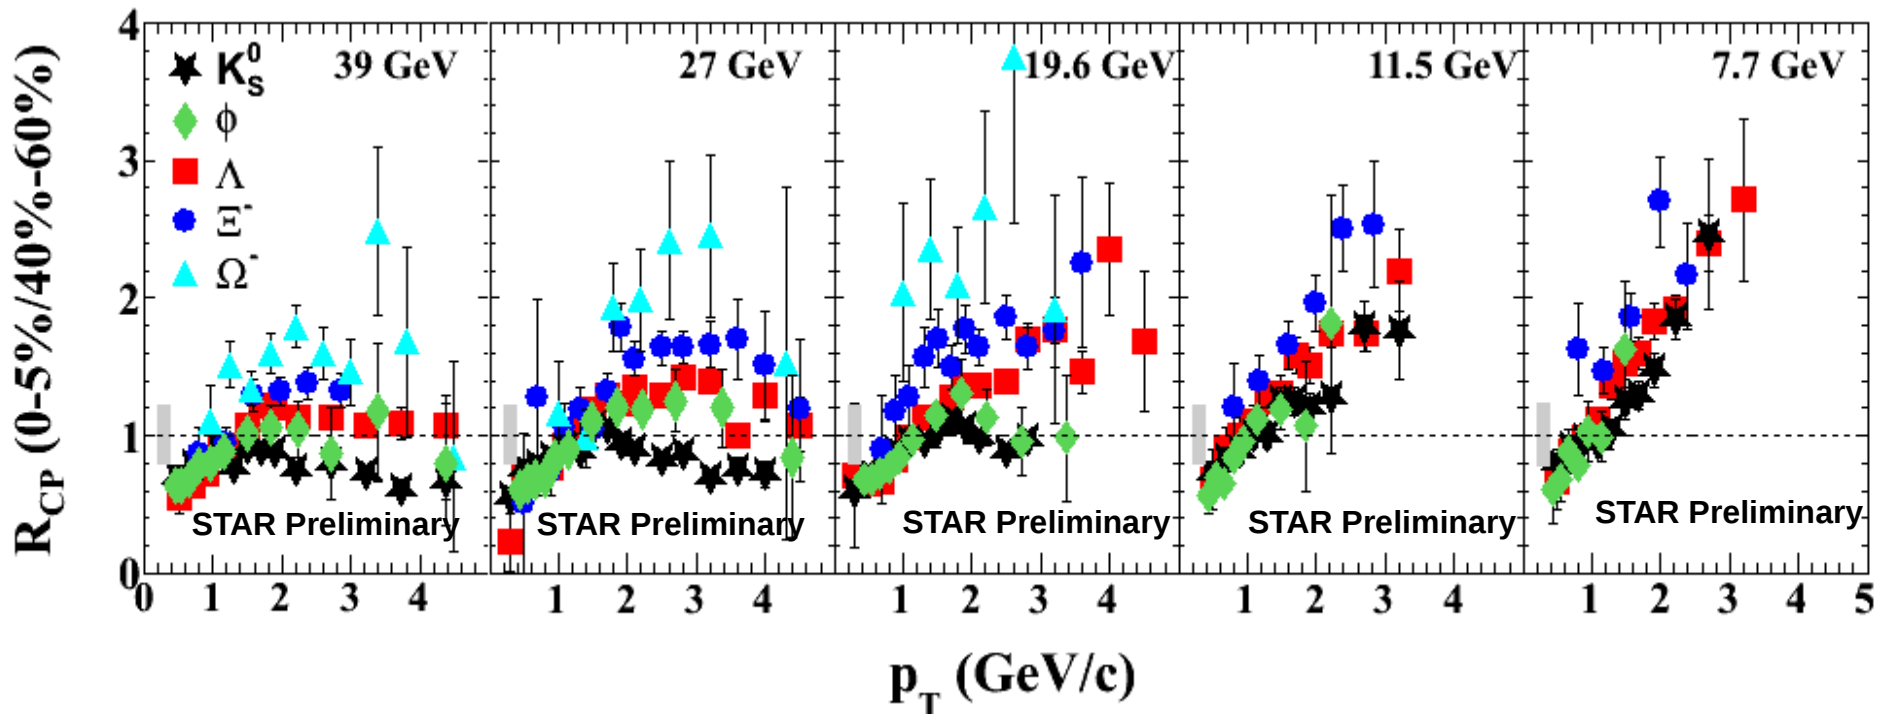 R_CP (0-5%/40%-60%)
4
3
2
1
0
K⁰_S
ϕ
Λ
Ξ⁻
Ω⁻
39 GeV
27 GeV
19.6 GeV
11.5 GeV
7.7 GeV
STAR Preliminary
STAR Preliminary
STAR Preliminary
STAR Preliminary
STAR Preliminary
0 1 2 3 4
1 2 3 4
1 2 3 4
1 2 3 4
1 2 3 4 5
p_T (GeV/c)